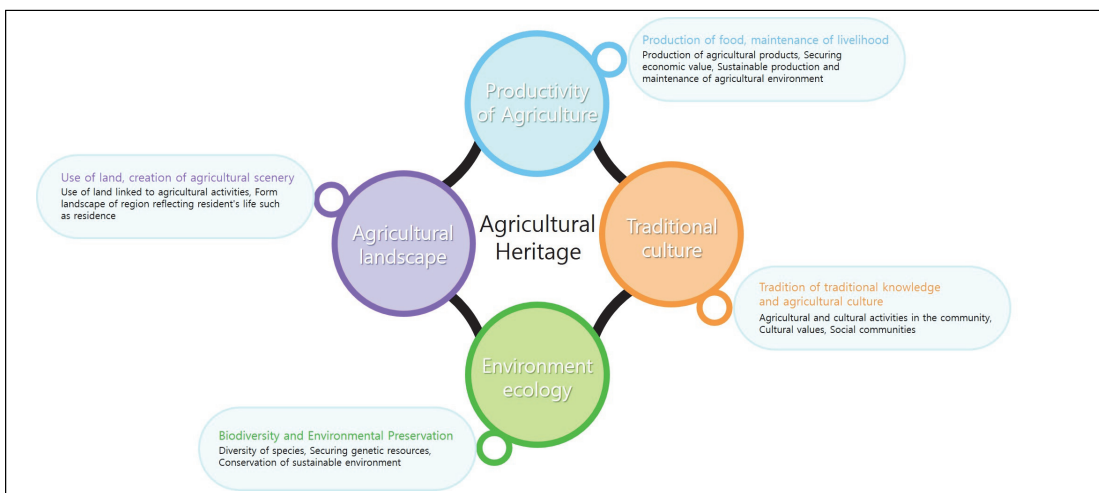 Production of food, maintenance of livelihood
Production of agricultural products, Securing
economic value, Sustainable production and
maintenance of agricultural environment
Productivity
of Agriculture
Use of land, creation of agricultural scenery
Use of land linked to agricultural activities, Form
landscape of region reflecting resident's life such
as residence
Agricultural
landscape
Agricultural
Heritage
Traditional
culture
Tradition of traditional knowledge
and agricultural culture
Agricultural and cultural activities in the community,
Cultural values, Social communities
Environment
ecology
Biodiversity and Environmental Preservation
Diversity of species, Securing genetic resources,
Conservation of sustainable environment